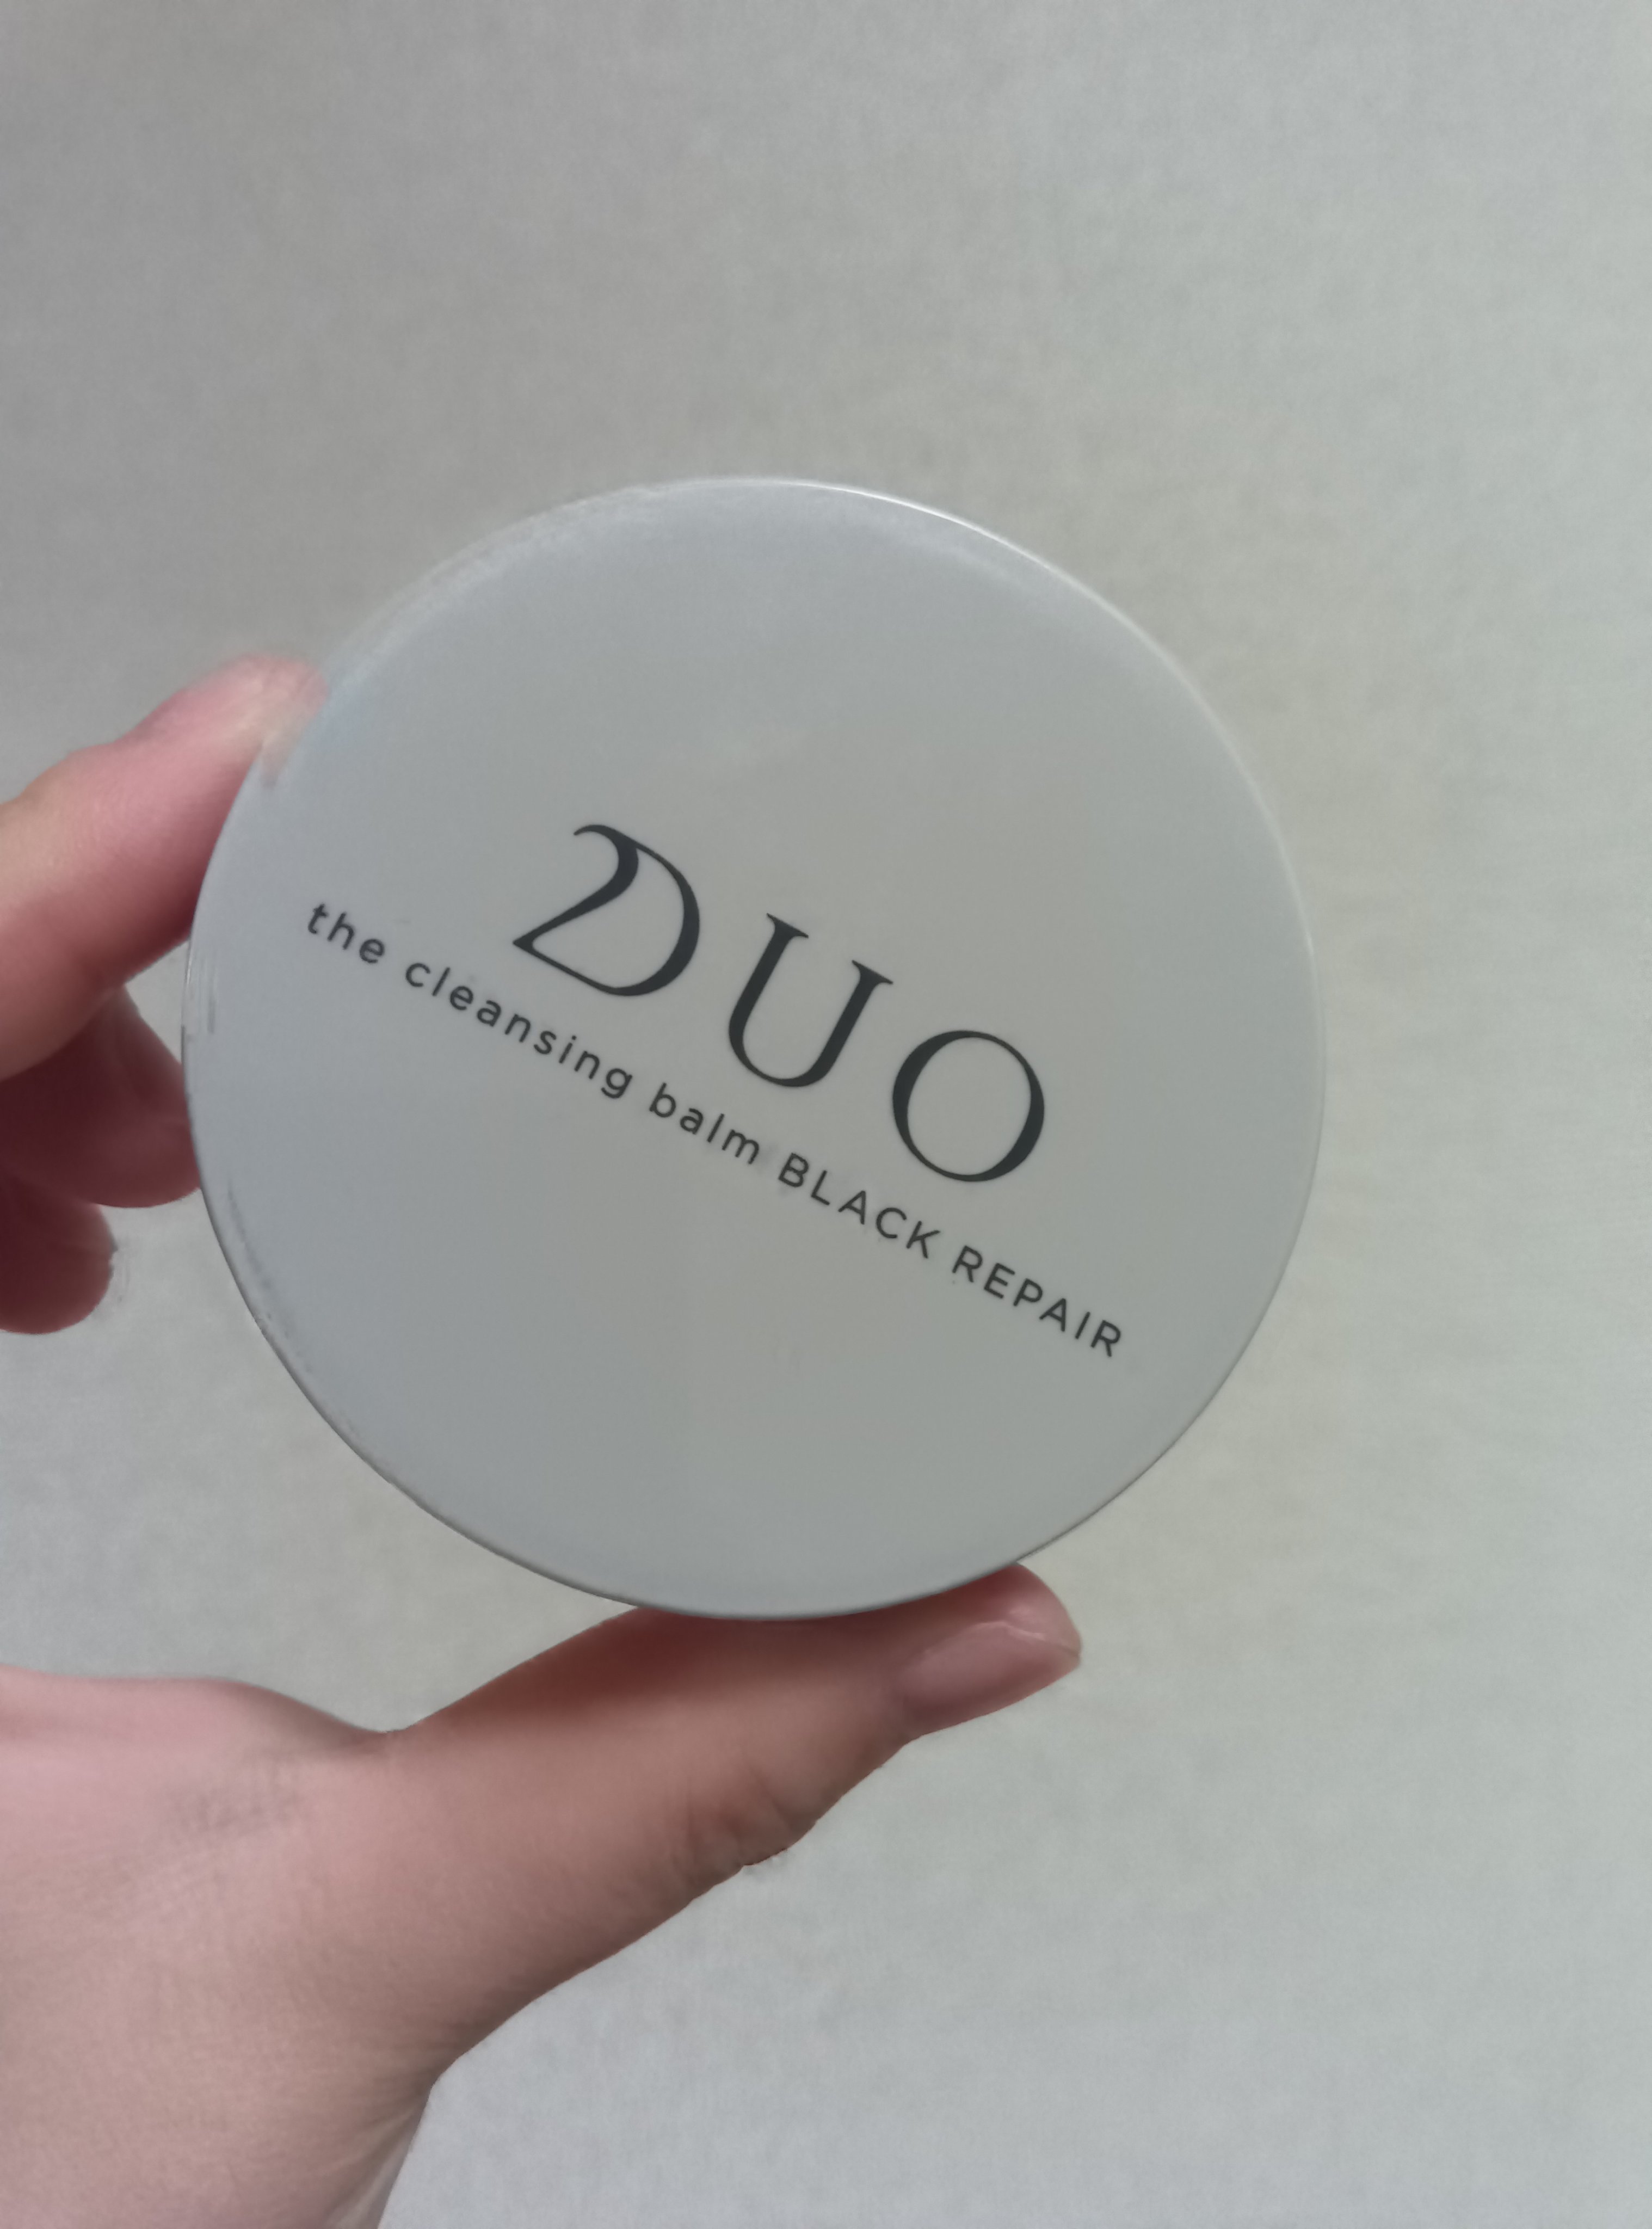 DUO
the cleansing balm BLACK REPAIR